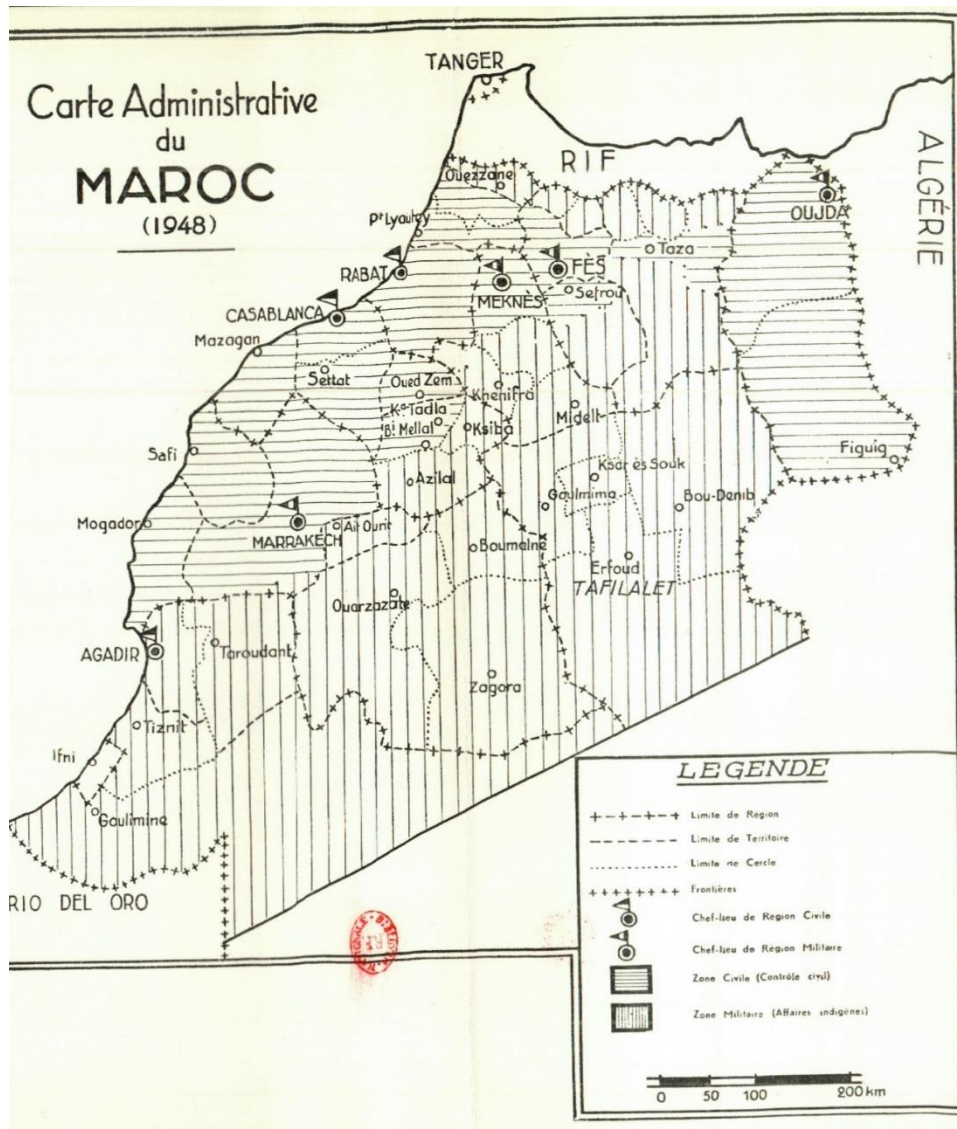 Carte Administrative
du
MAROC
(1948)
TANGER
RIF
ALGÉRIE
Ouezzane
OUJDA
Pt Lyautey
Taza
RABAT
FÈS
MEKNÈS
Sefrou
CASABLANCA
Mazagan
Settat
Oued Zem
Khenifra
Ka Tadla
Midelt
Bi Mellal
Ksiba
Safi
Figuig
Ksar es Souk
Azilal
Goulmima
Bou-Denib
Mogador
MARRAKECH
Ait Ourir
Boumalne
Erfoud
TAFILALET
Ouarzazate
AGADIR
Taroudant
Zagora
Tiznit
Ifni
Goulimine
RIO DEL ORO
LEGENDE
Limite de Région
Limite de Territoire
Limite de Cercle
Frontières
Chef-lieu de Région Civile
Chef-lieu de Région Militaire
Zone Civile (Contrôle civil)
Zone Militaire (Affaires indigènes)
0 50 100 200 km